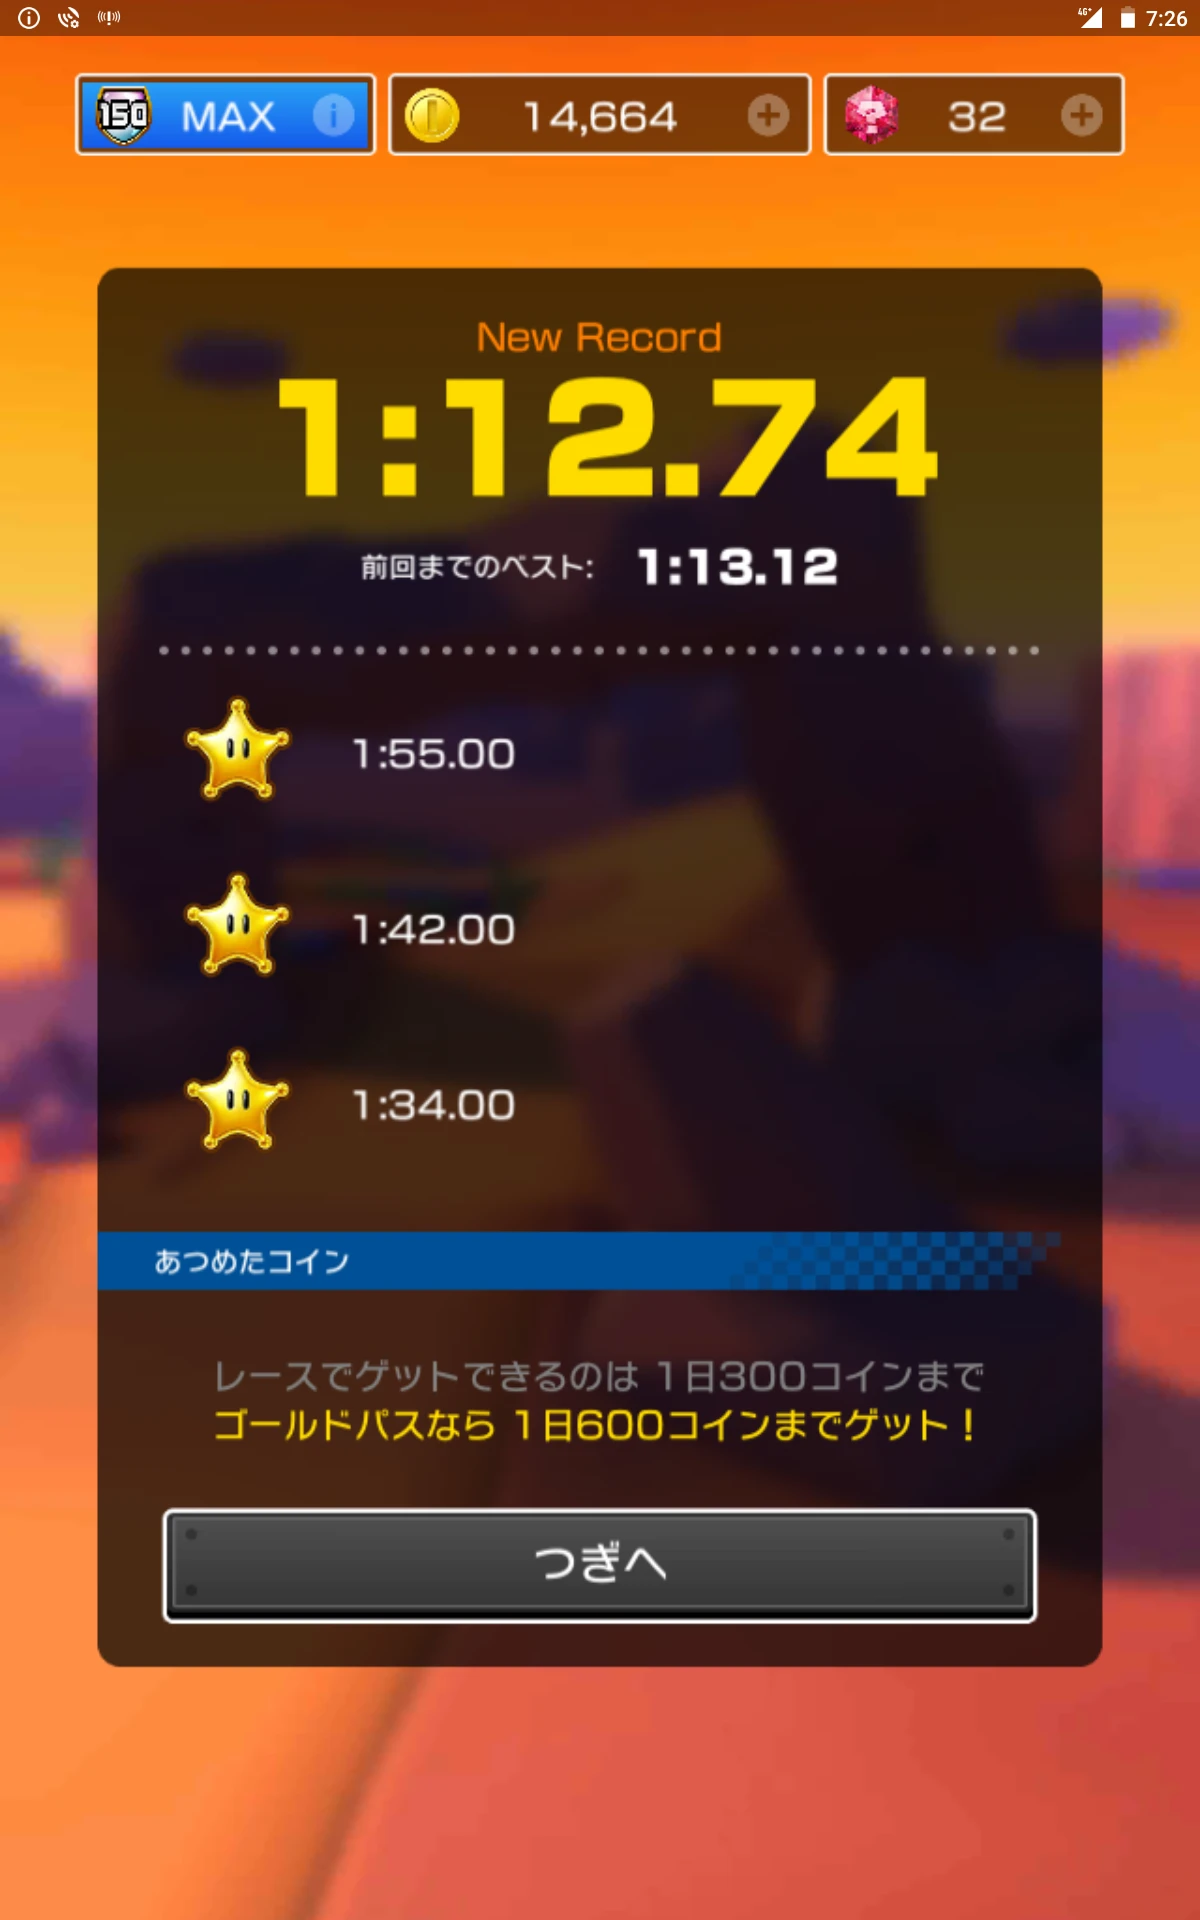 4G+ 7:26
150 MAX i 14,664 + 32 +
New Record
1:12.74
前回までのベスト: 1:13.12
1:55.00
1:42.00
1:34.00
あつめたコイン
レースでゲットできるのは 1日300コインまで
ゴールドパスなら 1日600コインまでゲット！
つぎへ